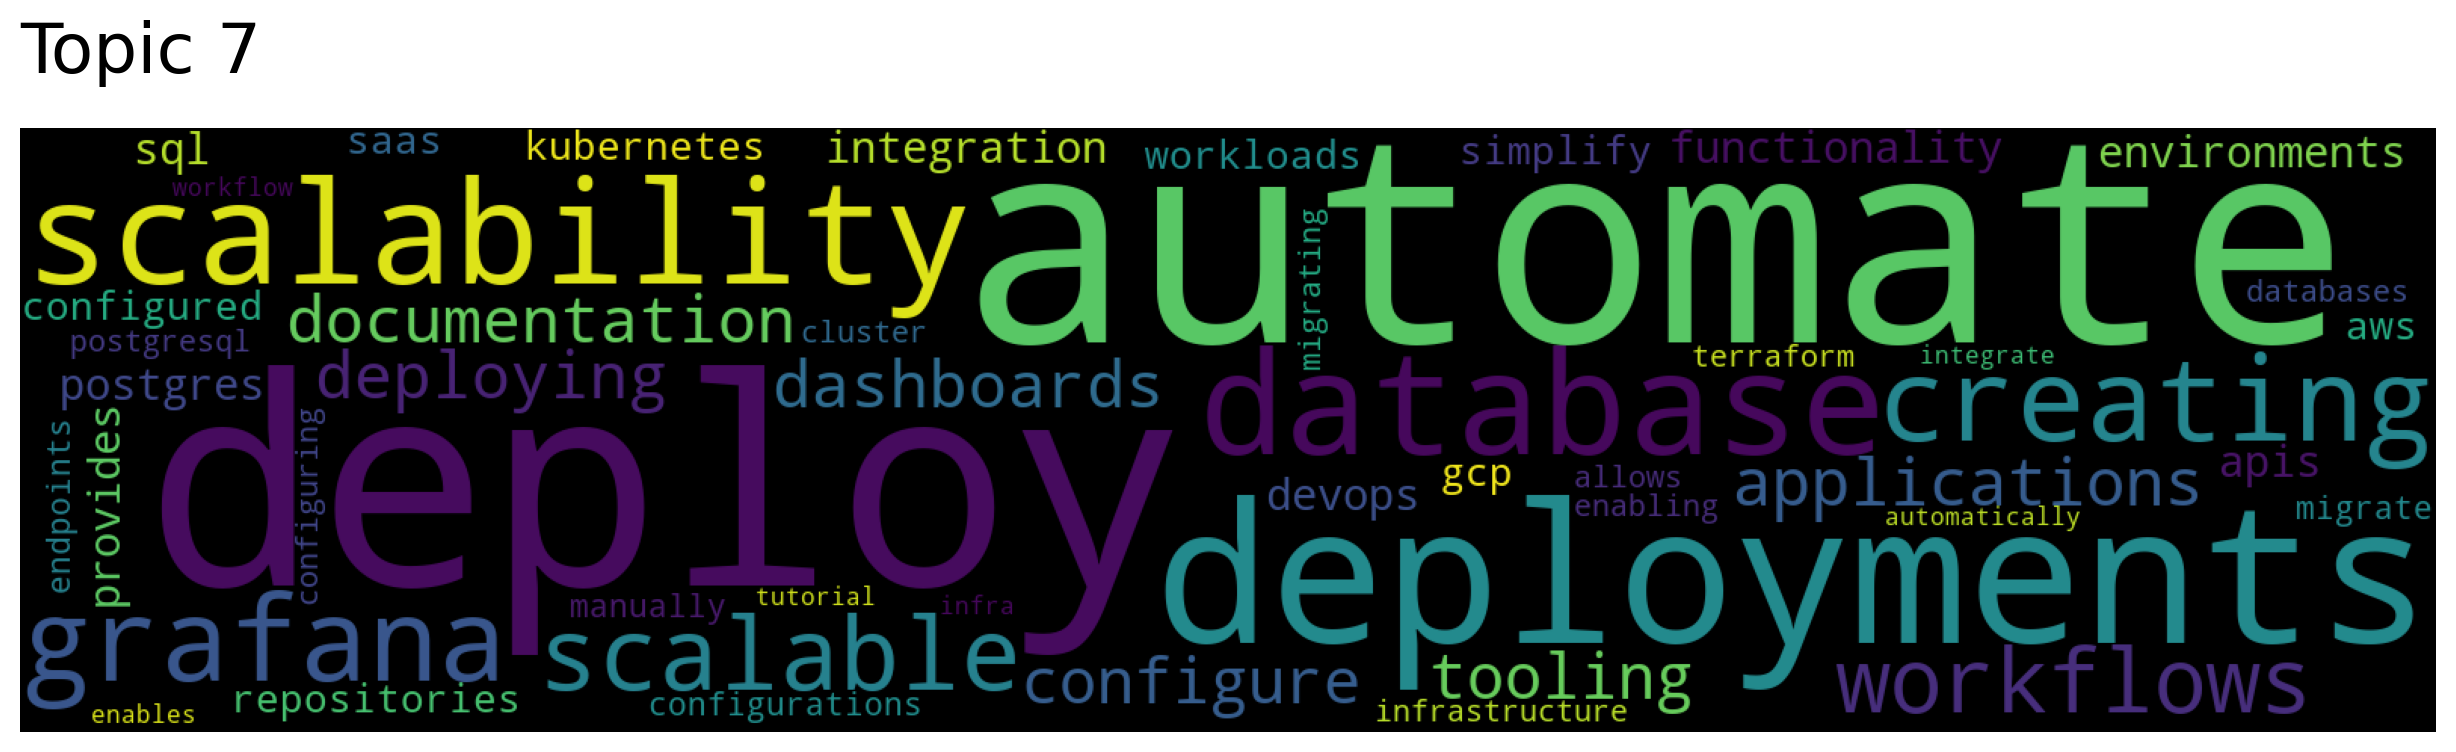 Topic 7
sql
saas
kubernetes
integration
workloads
simplify
functionality
environments
workflow
scalability
automate
migrating
configured
documentation
cluster
databases
aws
postgresql
postgres
deploying
dashboards
database
terraform
integrate
creating
endpoints
provides
configuring
deploy
devops
gcp
allows
enabling
applications
apis
automatically
migrate
deployments
manually
tutorial
infra
grafana
scalable
configure
tooling
workflows
enables
repositories
configurations
infrastructure